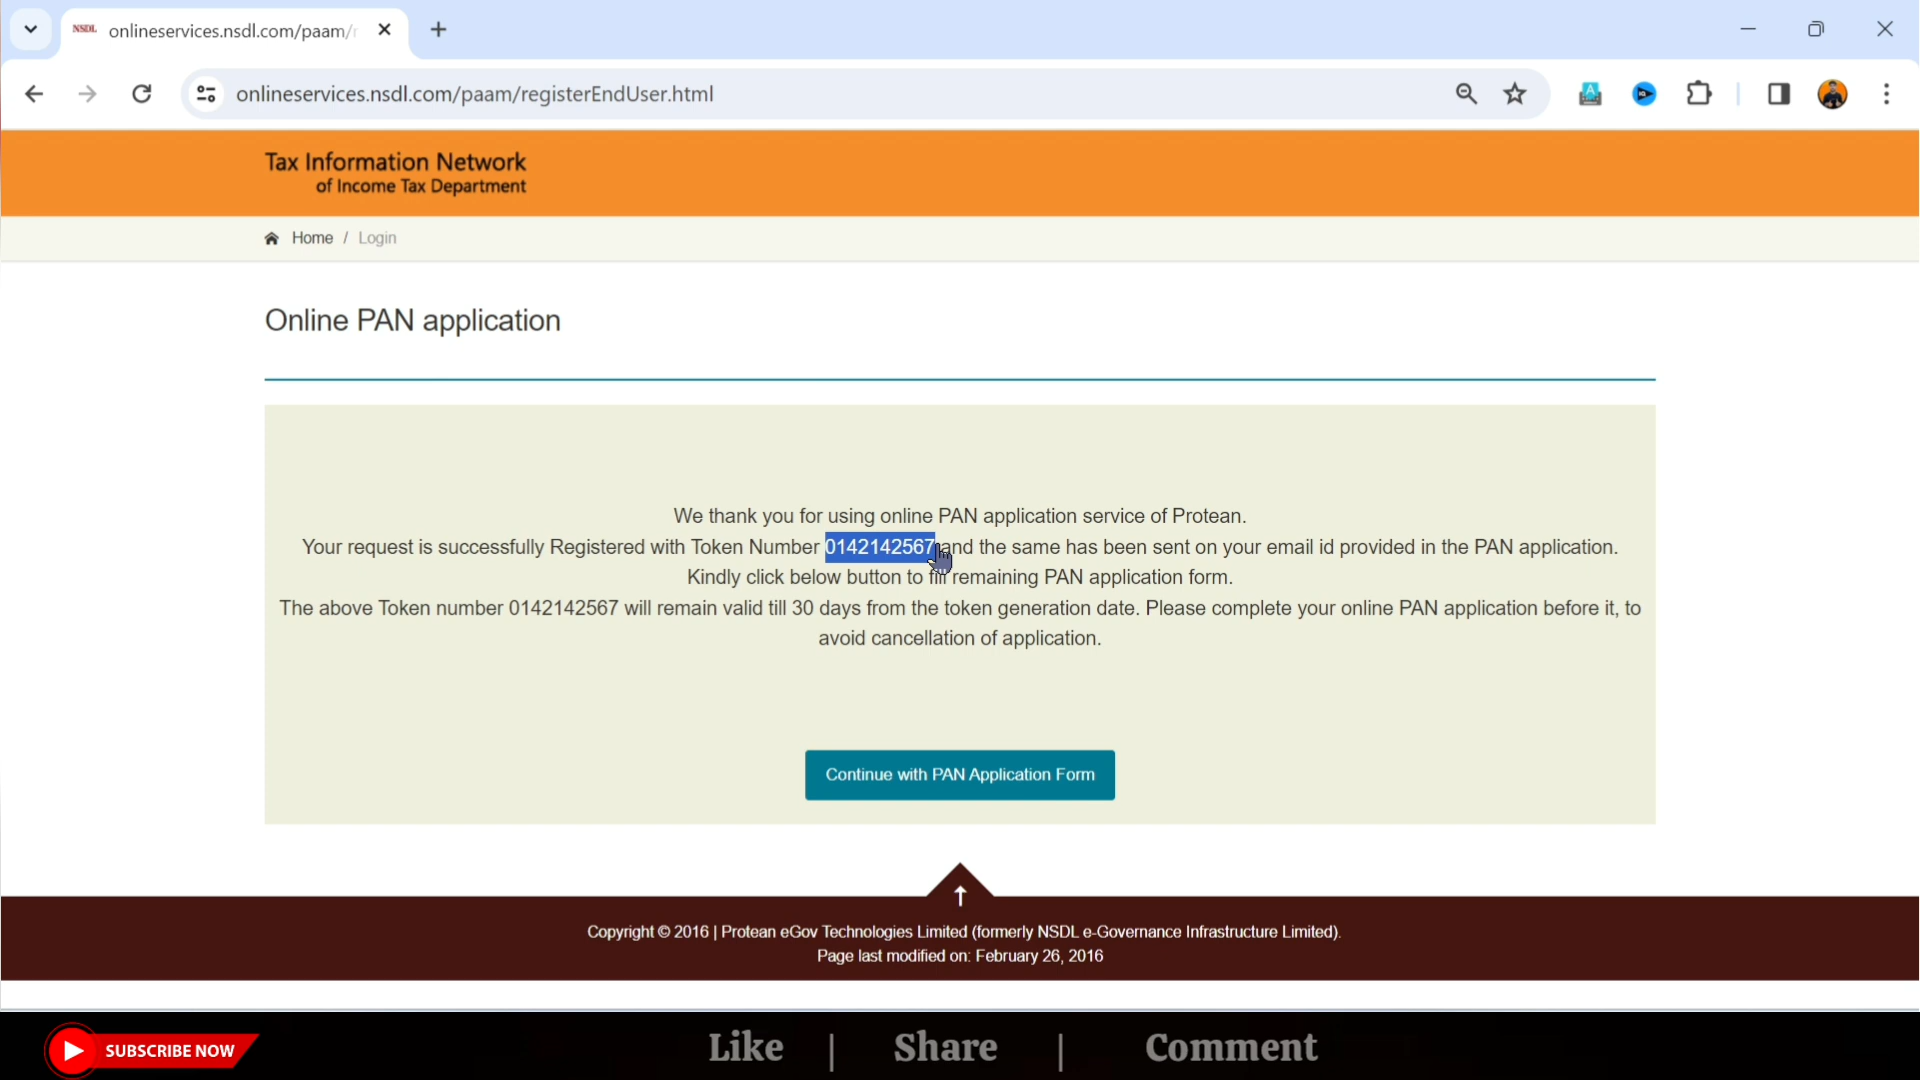 NSDL onlineservices.nsdl.com/paam/r
onlineservices.nsdl.com/paam/registerEndUser.html
Tax Information Network
of Income Tax Department
Home / Login
Online PAN application
We thank you for using online PAN application service of Protean.
Your request is successfully Registered with Token Number 0142142567 and the same has been sent on your email id provided in the PAN application.
Kindly click below button to fill remaining PAN application form.
The above Token number 0142142567 will remain valid till 30 days from the token generation date. Please complete your online PAN application before it, to
avoid cancellation of application.
Continue with PAN Application Form
Copyright © 2016 | Protean eGov Technologies Limited (formerly NSDL e-Governance Infrastructure Limited).
Page last modified on: February 26, 2016
SUBSCRIBE NOW Like | Share | Comment